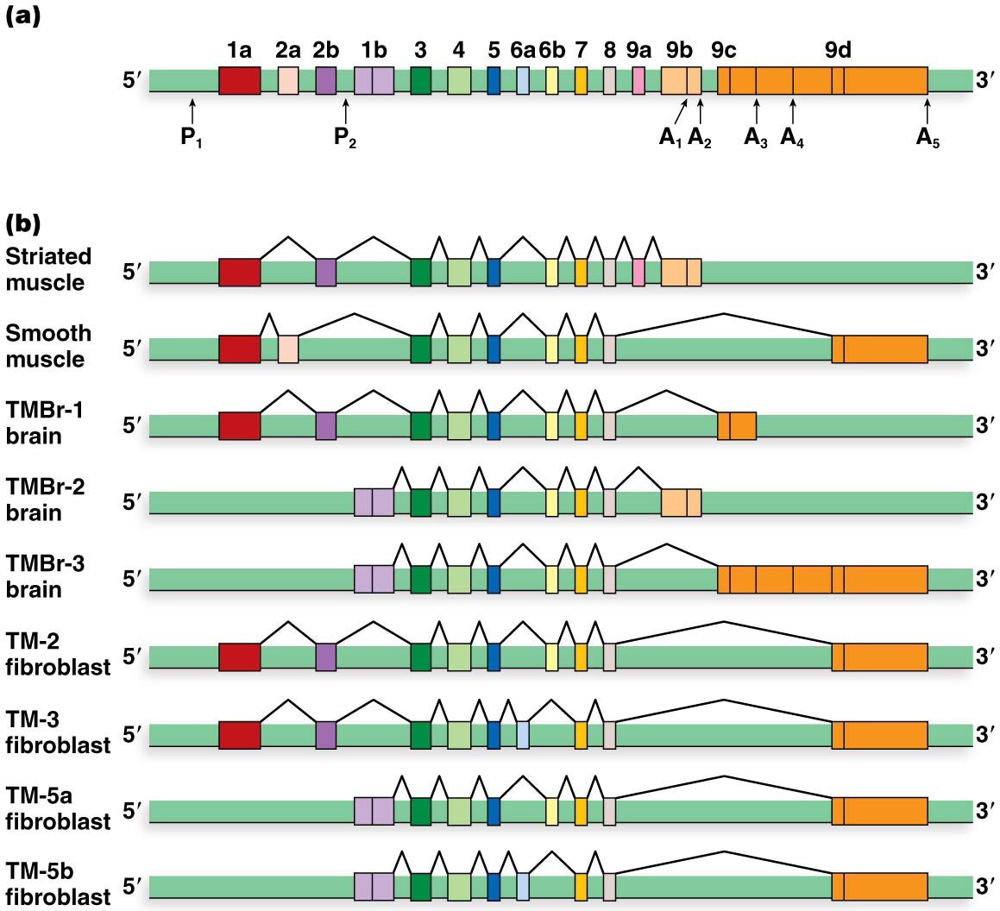 (a)
1a 2a 2b 1b 3 4 5 6a 6b 7 8 9a 9b 9c 9d
5′ 3′
P₁ P₂ A₁ A₂ A₃ A₄ A₅
(b)
Striated
muscle 5′ 3′
Smooth
muscle 5′ 3′
TMBr-1
brain 5′ 3′
TMBr-2
brain 5′ 3′
TMBr-3
brain 5′ 3′
TM-2
fibroblast 5′ 3′
TM-3
fibroblast 5′ 3′
TM-5a
fibroblast 5′ 3′
TM-5b
fibroblast 5′ 3′